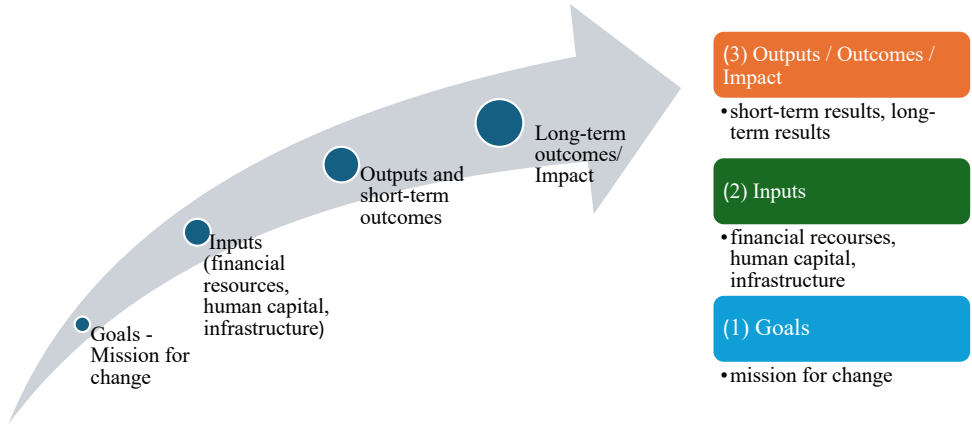 Goals -
Mission for
change
Inputs
(financial
resources,
human capital,
infrastructure)
Outputs and
short-term
outcomes
Long-term
outcomes/
Impact
(3) Outputs / Outcomes /
Impact
•short-term results, long-
term results
(2) Inputs
•financial recourses,
human capital,
infrastructure
(1) Goals
•mission for change